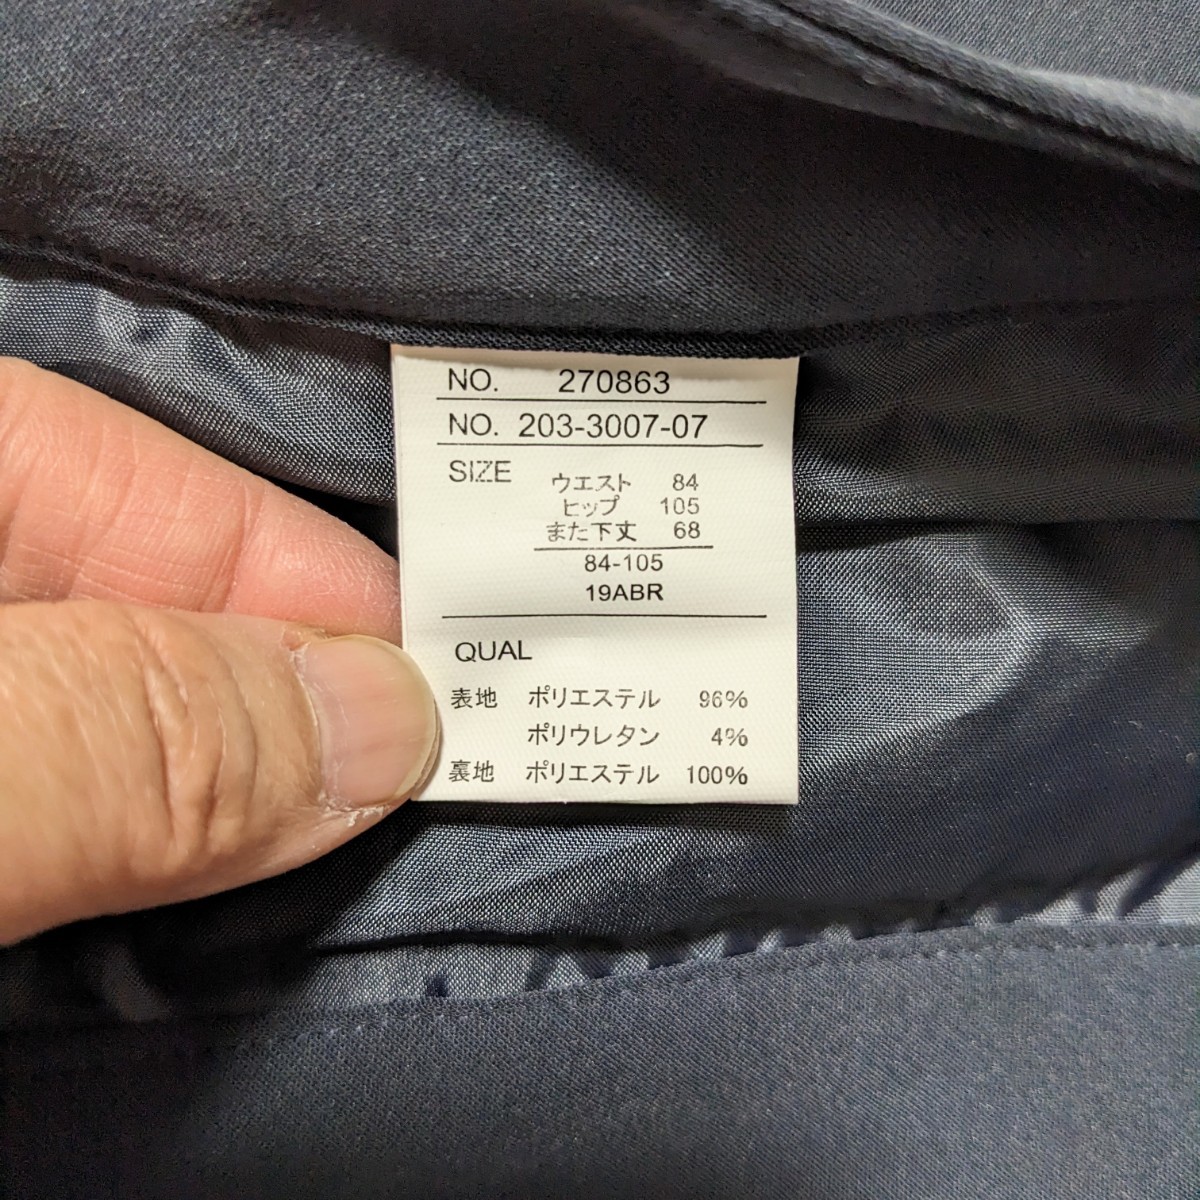 NO. 270863
NO. 203-3007-07
SIZE
ウエスト 84
ヒップ 105
また下丈 68
84-105
19ABR
QUAL
表地 ポリエステル 96%
ポリウレタン 4%
裏地 ポリエステル 100%